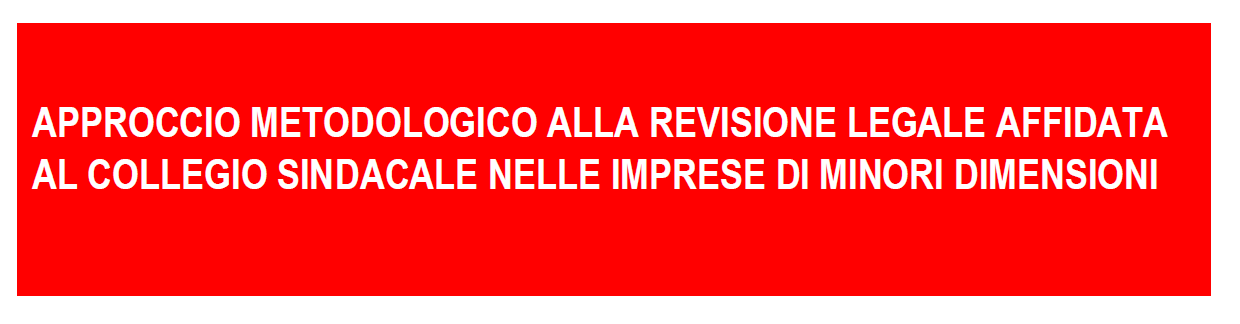 APPROCCIO METODOLOGICO ALLA REVISIONE LEGALE AFFIDATA
AL COLLEGIO SINDACALE NELLE IMPRESE DI MINORI DIMENSIONI